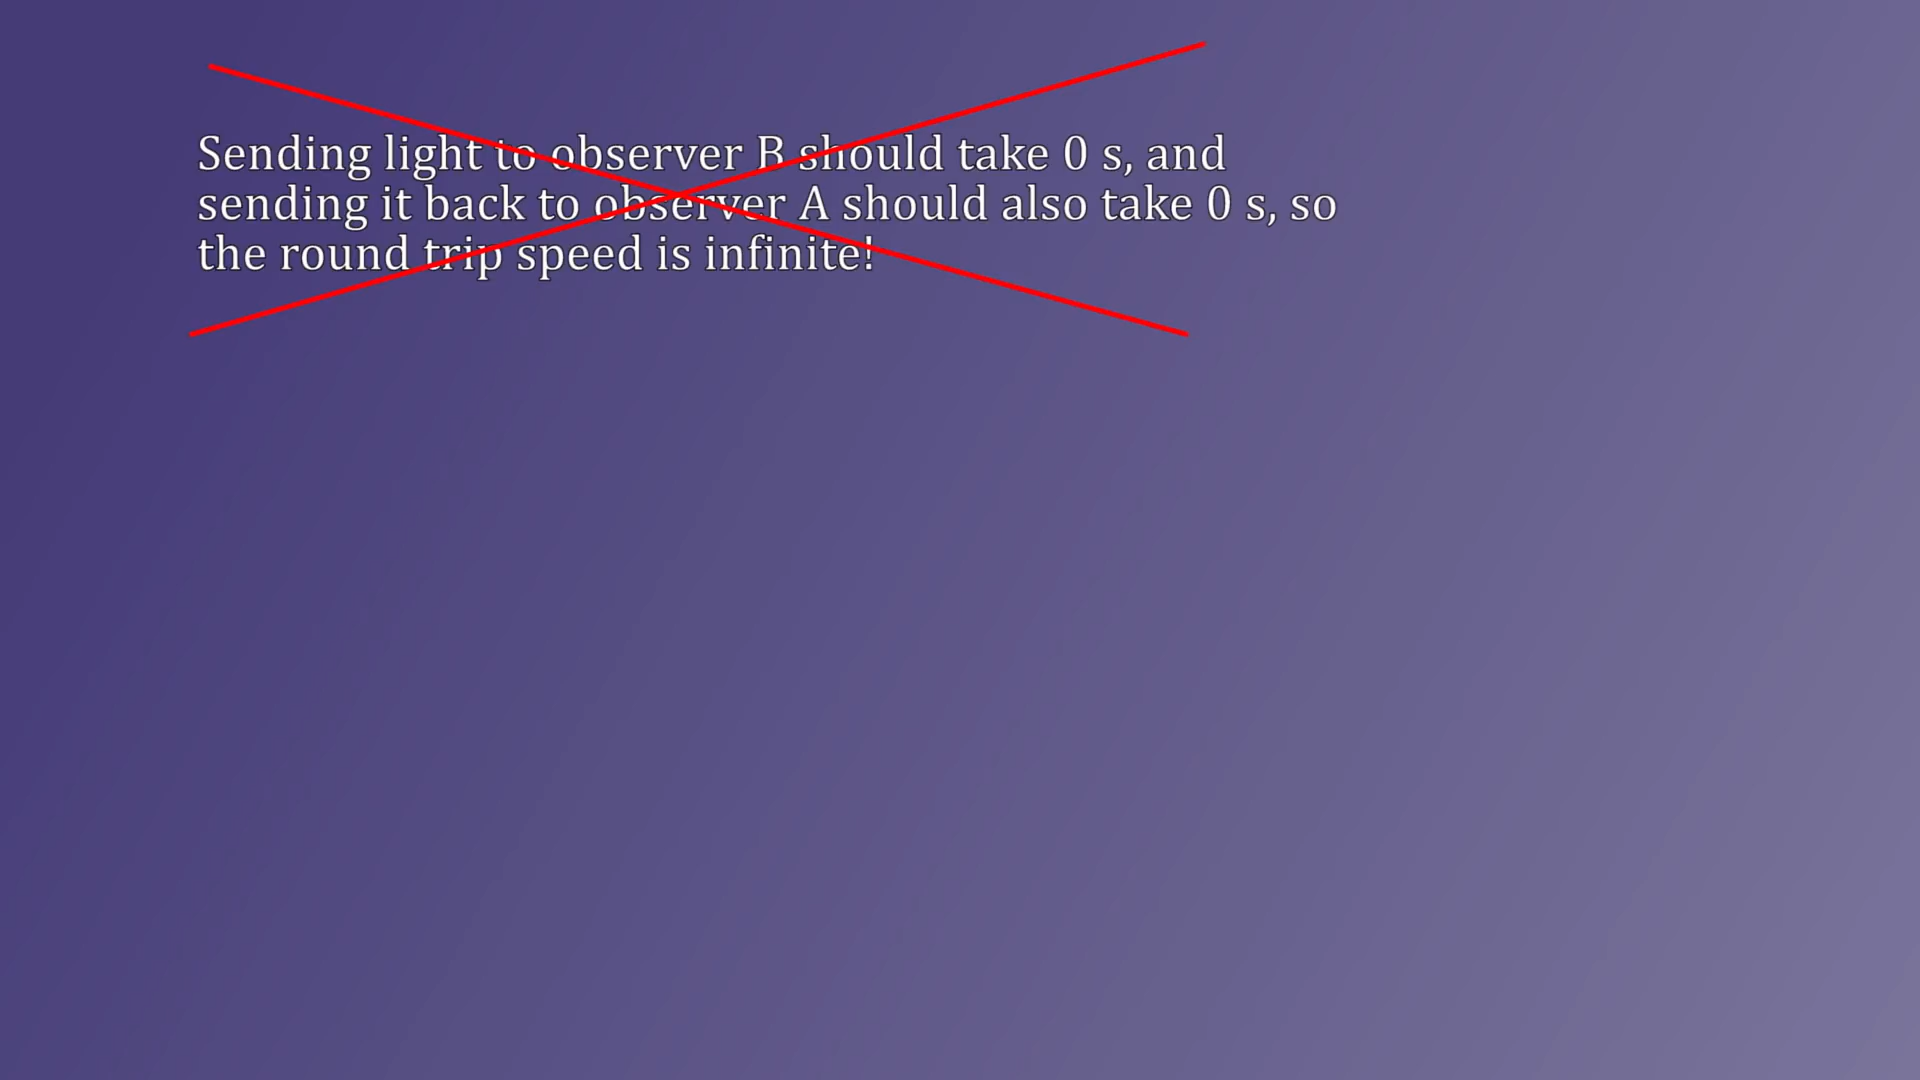 Sending light to observer B should take 0 s, and
sending it back to observer A should also take 0 s, so
the round trip speed is infinite!